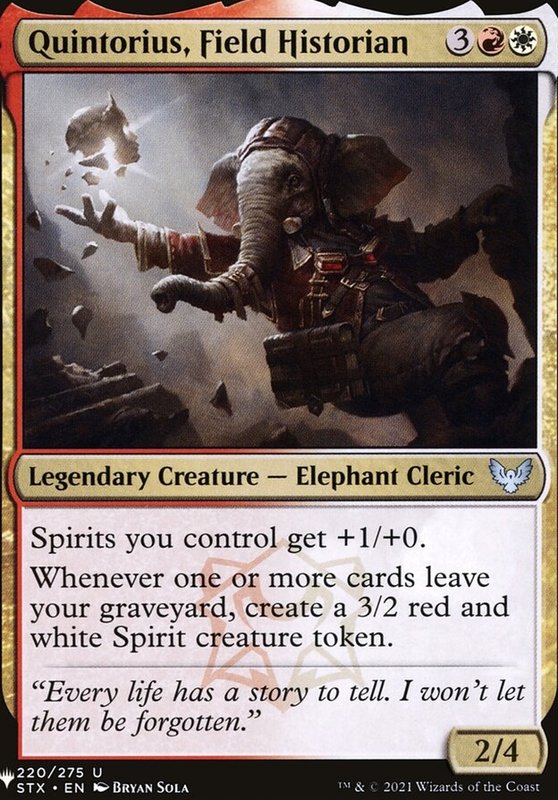 Quintorius, Field Historian 3
Legendary Creature — Elephant Cleric
Spirits you control get +1/+0.
Whenever one or more cards leave
your graveyard, create a 3/2 red and
white Spirit creature token.
“Every life has a story to tell. I won’t let
them be forgotten.”
2/4
220/275 U
STX • EN Bryan Sola
™ & © 2021 Wizards of the Coast